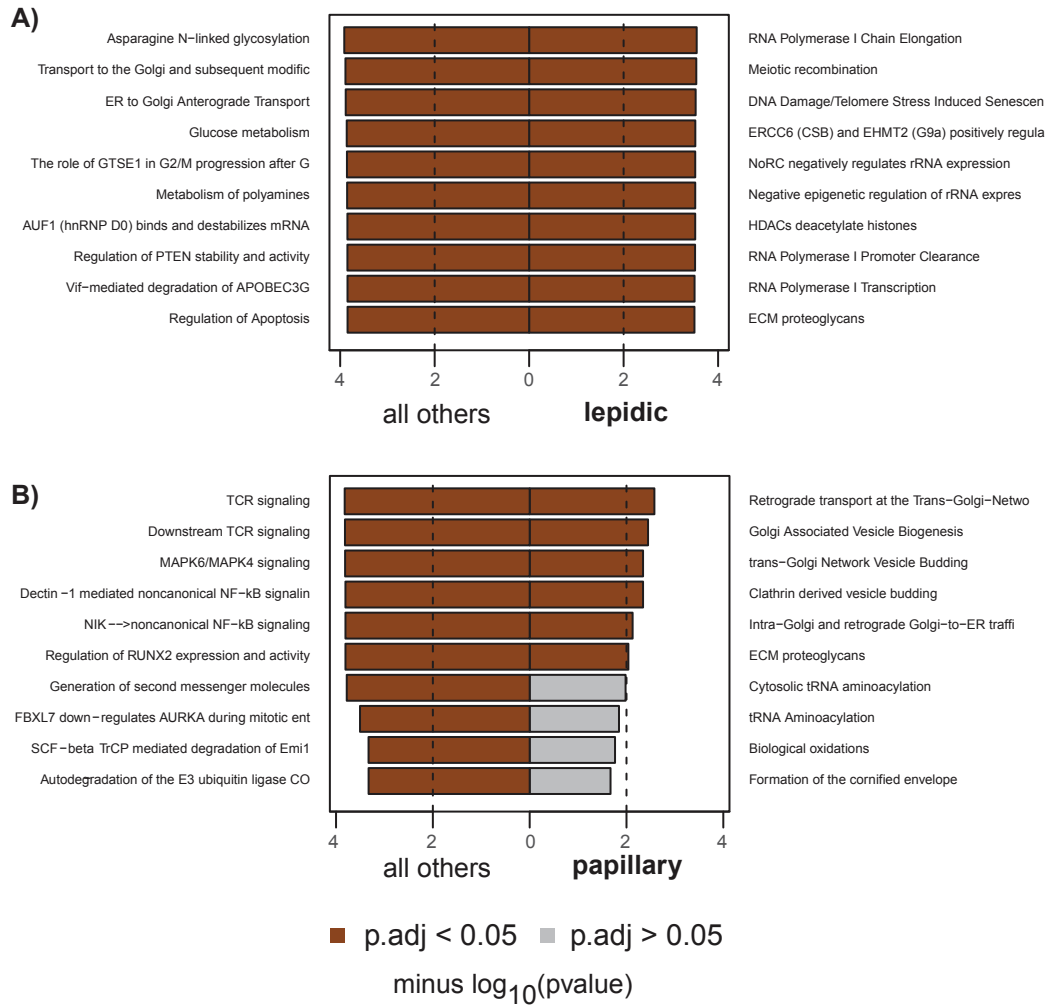 A)
Asparagine N−linked glycosylation
Transport to the Golgi and subsequent modific
ER to Golgi Anterograde Transport
Glucose metabolism
The role of GTSE1 in G2/M progression after G
Metabolism of polyamines
AUF1 (hnRNP D0) binds and destabilizes mRNA
Regulation of PTEN stability and activity
Vif−mediated degradation of APOBEC3G
Regulation of Apoptosis
RNA Polymerase I Chain Elongation
Meiotic recombination
DNA Damage/Telomere Stress Induced Senescen
ERCC6 (CSB) and EHMT2 (G9a) positively regula
NoRC negatively regulates rRNA expression
Negative epigenetic regulation of rRNA expres
HDACs deacetylate histones
RNA Polymerase I Promoter Clearance
RNA Polymerase I Transcription
ECM proteoglycans
4 2 0 2 4
all others lepidic
B)
TCR signaling
Downstream TCR signaling
MAPK6/MAPK4 signaling
Dectin −1 mediated noncanonical NF−kB signalin
NIK−−>noncanonical NF−kB signaling
Regulation of RUNX2 expression and activity
Generation of second messenger molecules
FBXL7 down−regulates AURKA during mitotic ent
SCF−beta TrCP mediated degradation of Emi1
Autodegradation of the E3 ubiquitin ligase CO
Retrograde transport at the Trans−Golgi−Netwo
Golgi Associated Vesicle Biogenesis
trans−Golgi Network Vesicle Budding
Clathrin derived vesicle budding
Intra−Golgi and retrograde Golgi−to−ER traffi
ECM proteoglycans
Cytosolic tRNA aminoacylation
tRNA Aminoacylation
Biological oxidations
Formation of the cornified envelope
4 2 0 2 4
all others papillary
p.adj < 0.05 p.adj > 0.05
minus log10(pvalue)